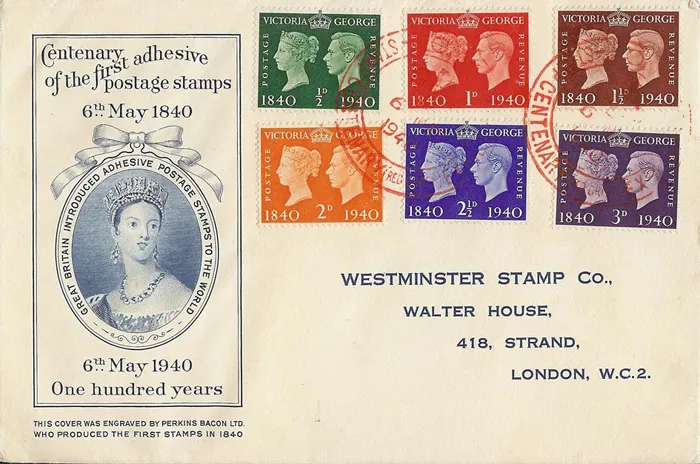 Centenary
of the first adhesive
postage stamps
6th May 1840
GREAT BRITAIN INTRODUCED ADHESIVE POSTAGE STAMPS TO THE WORLD
6th May 1940
One hundred years
THIS COVER WAS ENGRAVED BY PERKINS BACON LTD.
WHO PRODUCED THE FIRST STAMPS IN 1840
VICTORIA GEORGE
POSTAGE
REVENUE
1840 ½D 1940
VICTORIA GEORGE
POSTAGE
REVENUE
1840 1D 1940
VICTORIA GEORGE
POSTAGE
REVENUE
1840 1½D 1940
VICTORIA GEORGE
POSTAGE
REVENUE
1840 2D 1940
VICTORIA GEORGE
POSTAGE
REVENUE
1840 2½D 1940
VICTORIA GEORGE
POSTAGE
REVENUE
1840 3D 1940
WESTMINSTER STAMP CO.,
WALTER HOUSE,
418, STRAND,
LONDON, W.C.2.